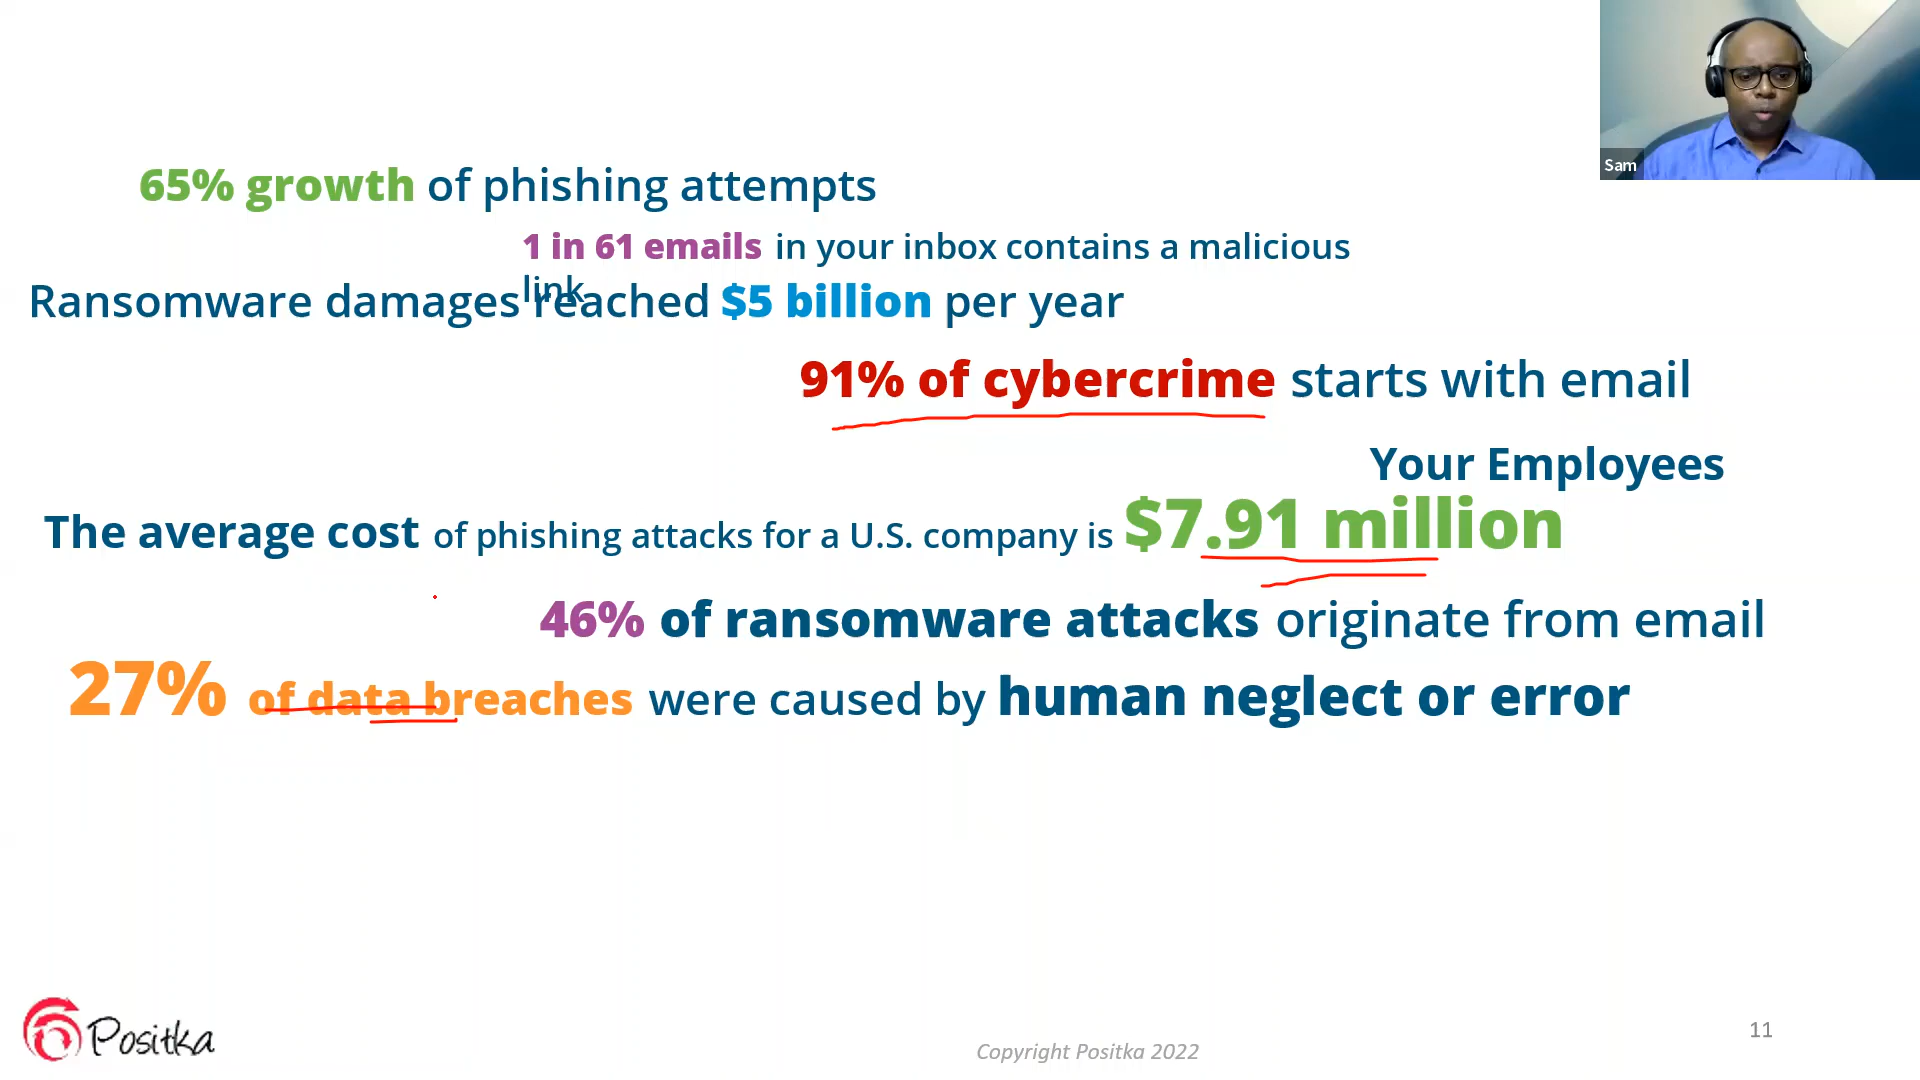 Sam
65% growth of phishing attempts
1 in 61 emails in your inbox contains a malicious
link
Ransomware damages reached $5 billion per year
91% of cybercrime starts with email
Your Employees
The average cost of phishing attacks for a U.S. company is $7.91 million
46% of ransomware attacks originate from email
27% of data breaches were caused by human neglect or error
Positka
Copyright Positka 2022
11